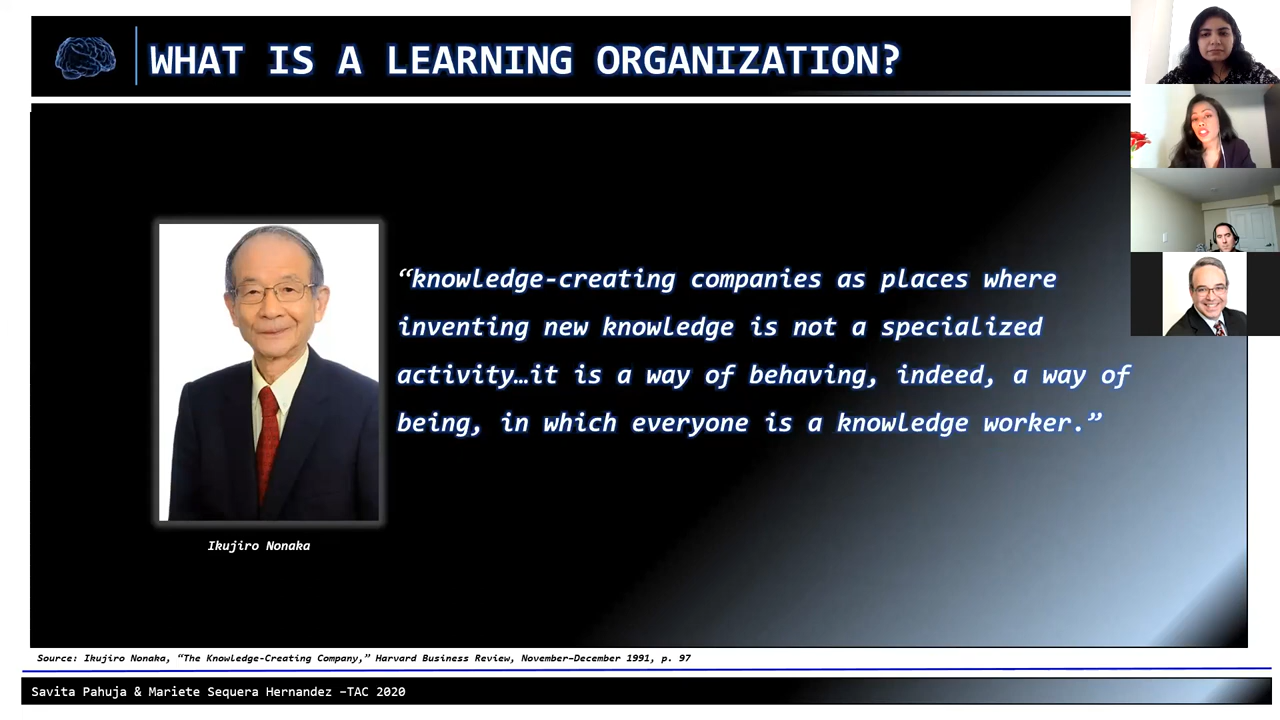 WHAT IS A LEARNING ORGANIZATION?
“knowledge-creating companies as places where
inventing new knowledge is not a specialized
activity…it is a way of behaving, indeed, a way of
being, in which everyone is a knowledge worker.”
Ikujiro Nonaka
Source: Ikujiro Nonaka, “The Knowledge-Creating Company,” Harvard Business Review, November–December 1991, p. 97
Savita Pahuja & Mariete Sequera Hernandez –TAC 2020